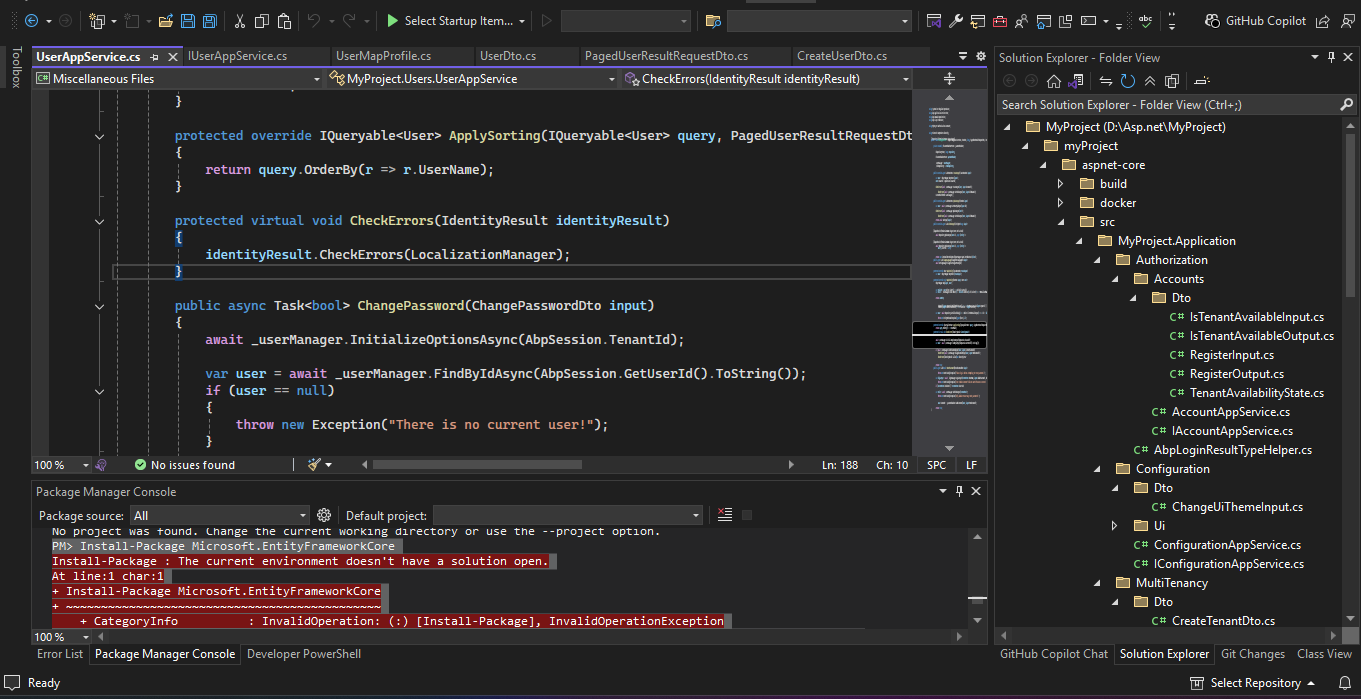 Select Startup Item...
GitHub Copilot
Toolbox
UserAppService.cs
IUserAppService.cs
UserMapProfile.cs
UserDto.cs
PagedUserResultRequestDto.cs
CreateUserDto.cs
C# Miscellaneous Files
MyProject.Users.UserAppService
CheckErrors(IdentityResult identityResult)
}
protected override IQueryable<User> ApplySorting(IQueryable<User> query, PagedUserResultRequestDt
{
return query.OrderBy(r => r.UserName);
}
protected virtual void CheckErrors(IdentityResult identityResult)
{
identityResult.CheckErrors(LocalizationManager);
}
public async Task<bool> ChangePassword(ChangePasswordDto input)
{
await _userManager.InitializeOptionsAsync(AbpSession.TenantId);
var user = await _userManager.FindByIdAsync(AbpSession.GetUserId().ToString());
if (user == null)
{
throw new Exception("There is no current user!");
}
100 %
No issues found
Ln: 188
Ch: 10
SPC
LF
Package Manager Console
Package source: All
Default project:
No project was found. Change the current working directory or use the --project option.
PM> Install-Package Microsoft.EntityFrameworkCore
Install-Package : The current environment doesn't have a solution open.
At line:1 char:1
+ Install-Package Microsoft.EntityFrameworkCore
+ ~~~~~~~~~~~~~~~~~~~~~~~~~~~~~~~~~~~~~~~~~~~~~
+ CategoryInfo : InvalidOperation: (:) [Install-Package], InvalidOperationException
100 %
Error List
Package Manager Console
Developer PowerShell
Solution Explorer - Folder View
Search Solution Explorer - Folder View (Ctrl+;)
MyProject (D:\Asp.net\MyProject)
myProject
aspnet-core
build
docker
src
MyProject.Application
Authorization
Accounts
Dto
C# IsTenantAvailableInput.cs
C# IsTenantAvailableOutput.cs
C# RegisterInput.cs
C# RegisterOutput.cs
C# TenantAvailabilityState.cs
C# AccountAppService.cs
C# IAccountAppService.cs
C# AbpLoginResultTypeHelper.cs
Configuration
Dto
C# ChangeUiThemeInput.cs
Ui
C# ConfigurationAppService.cs
C# IConfigurationAppService.cs
MultiTenancy
Dto
C# CreateTenantDto.cs
GitHub Copilot Chat
Solution Explorer
Git Changes
Class View
Ready
Select Repository